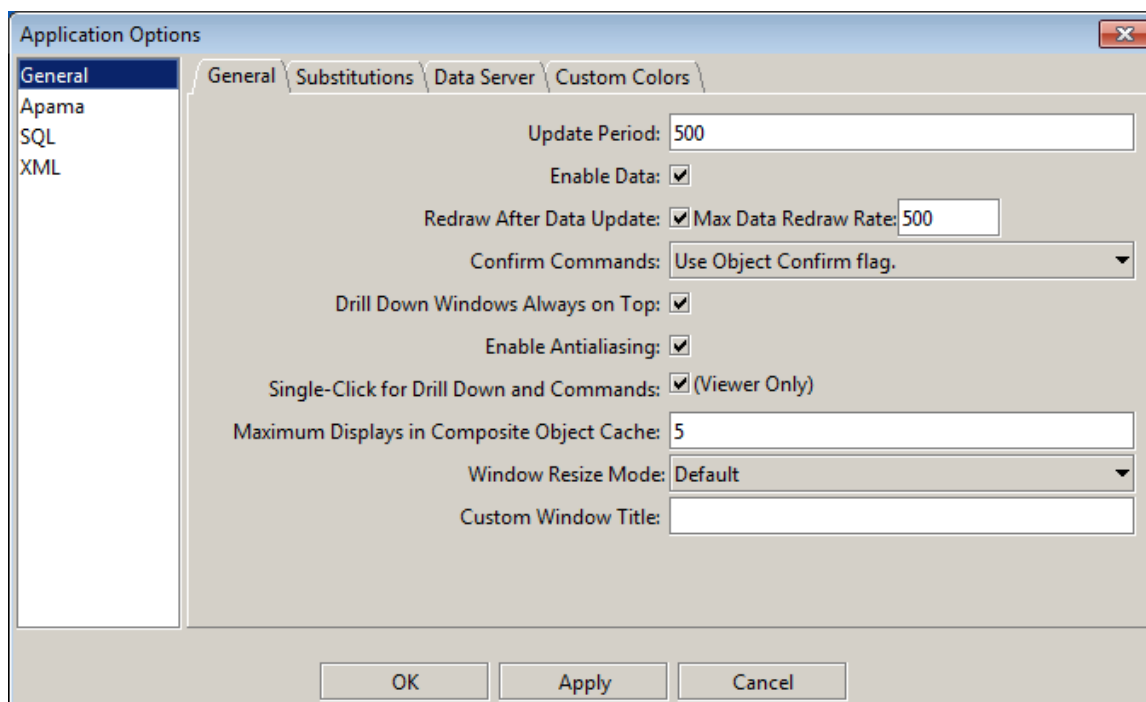 Application Options
General
Apama
SQL
XML
General Substitutions Data Server Custom Colors
Update Period: 500
Enable Data:
Redraw After Data Update: Max Data Redraw Rate: 500
Confirm Commands: Use Object Confirm flag.
Drill Down Windows Always on Top:
Enable Antialiasing:
Single-Click for Drill Down and Commands: (Viewer Only)
Maximum Displays in Composite Object Cache: 5
Window Resize Mode: Default
Custom Window Title:
OK Apply Cancel